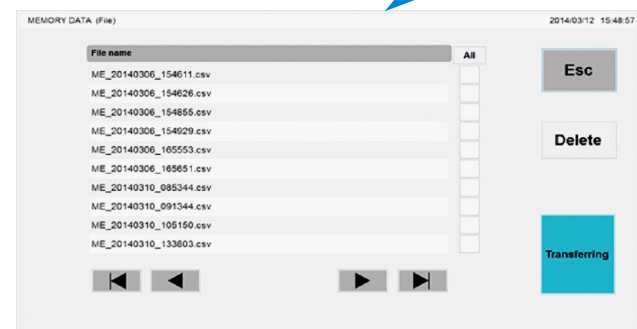 MEMORY DATA (File) 2014/03/12 15:48:57
File name All
ME_20140306_154611.csv
ME_20140306_154626.csv
ME_20140306_154855.csv
ME_20140306_154929.csv
ME_20140306_165553.csv
ME_20140306_165651.csv
ME_20140310_085344.csv
ME_20140310_091344.csv
ME_20140310_105150.csv
ME_20140310_133803.csv
Esc
Delete
Transferring